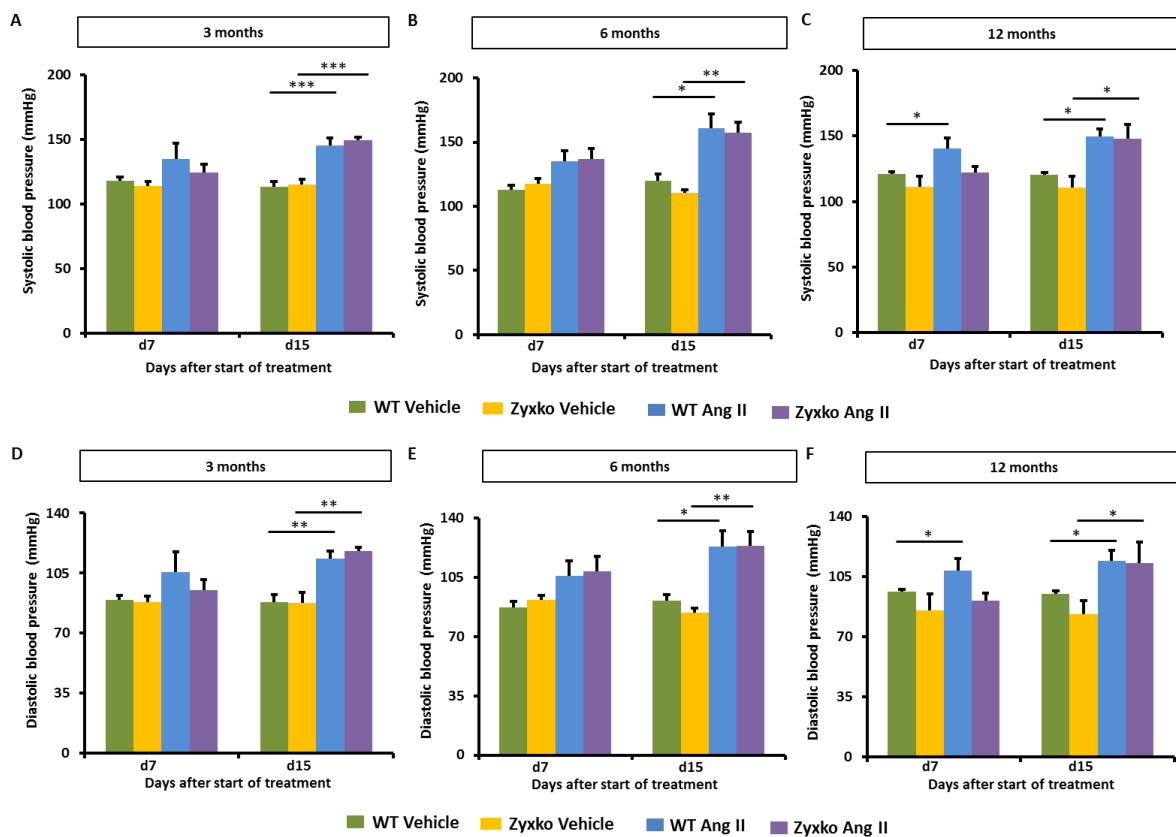 A
3 months
Systolic blood pressure (mmHg)
200
150
100
50
0
***
***
d7
d15
Days after start of treatment
B
6 months
Systolic blood pressure (mmHg)
200
150
100
50
0
**
*
d7
d15
Days after start of treatment
C
12 months
Systolic blood pressure (mmHg)
200
150
100
50
0
*
*
*
d7
d15
Days after start of treatment
WT Vehicle
Zyxko Vehicle
WT Ang II
Zyxko Ang II
D
3 months
Diastolic blood pressure (mmHg)
140
105
70
35
0
**
**
d7
d15
Days after start of treatment
E
6 months
Diastolic blood pressure (mmHg)
140
105
70
35
0
**
*
d7
d15
Days after start of treatment
F
12 months
Diastolic blood pressure (mmHg)
140
105
70
35
0
*
*
*
d7
d15
Days after start of treatment
WT Vehicle
Zyxko Vehicle
WT Ang II
Zyxko Ang II